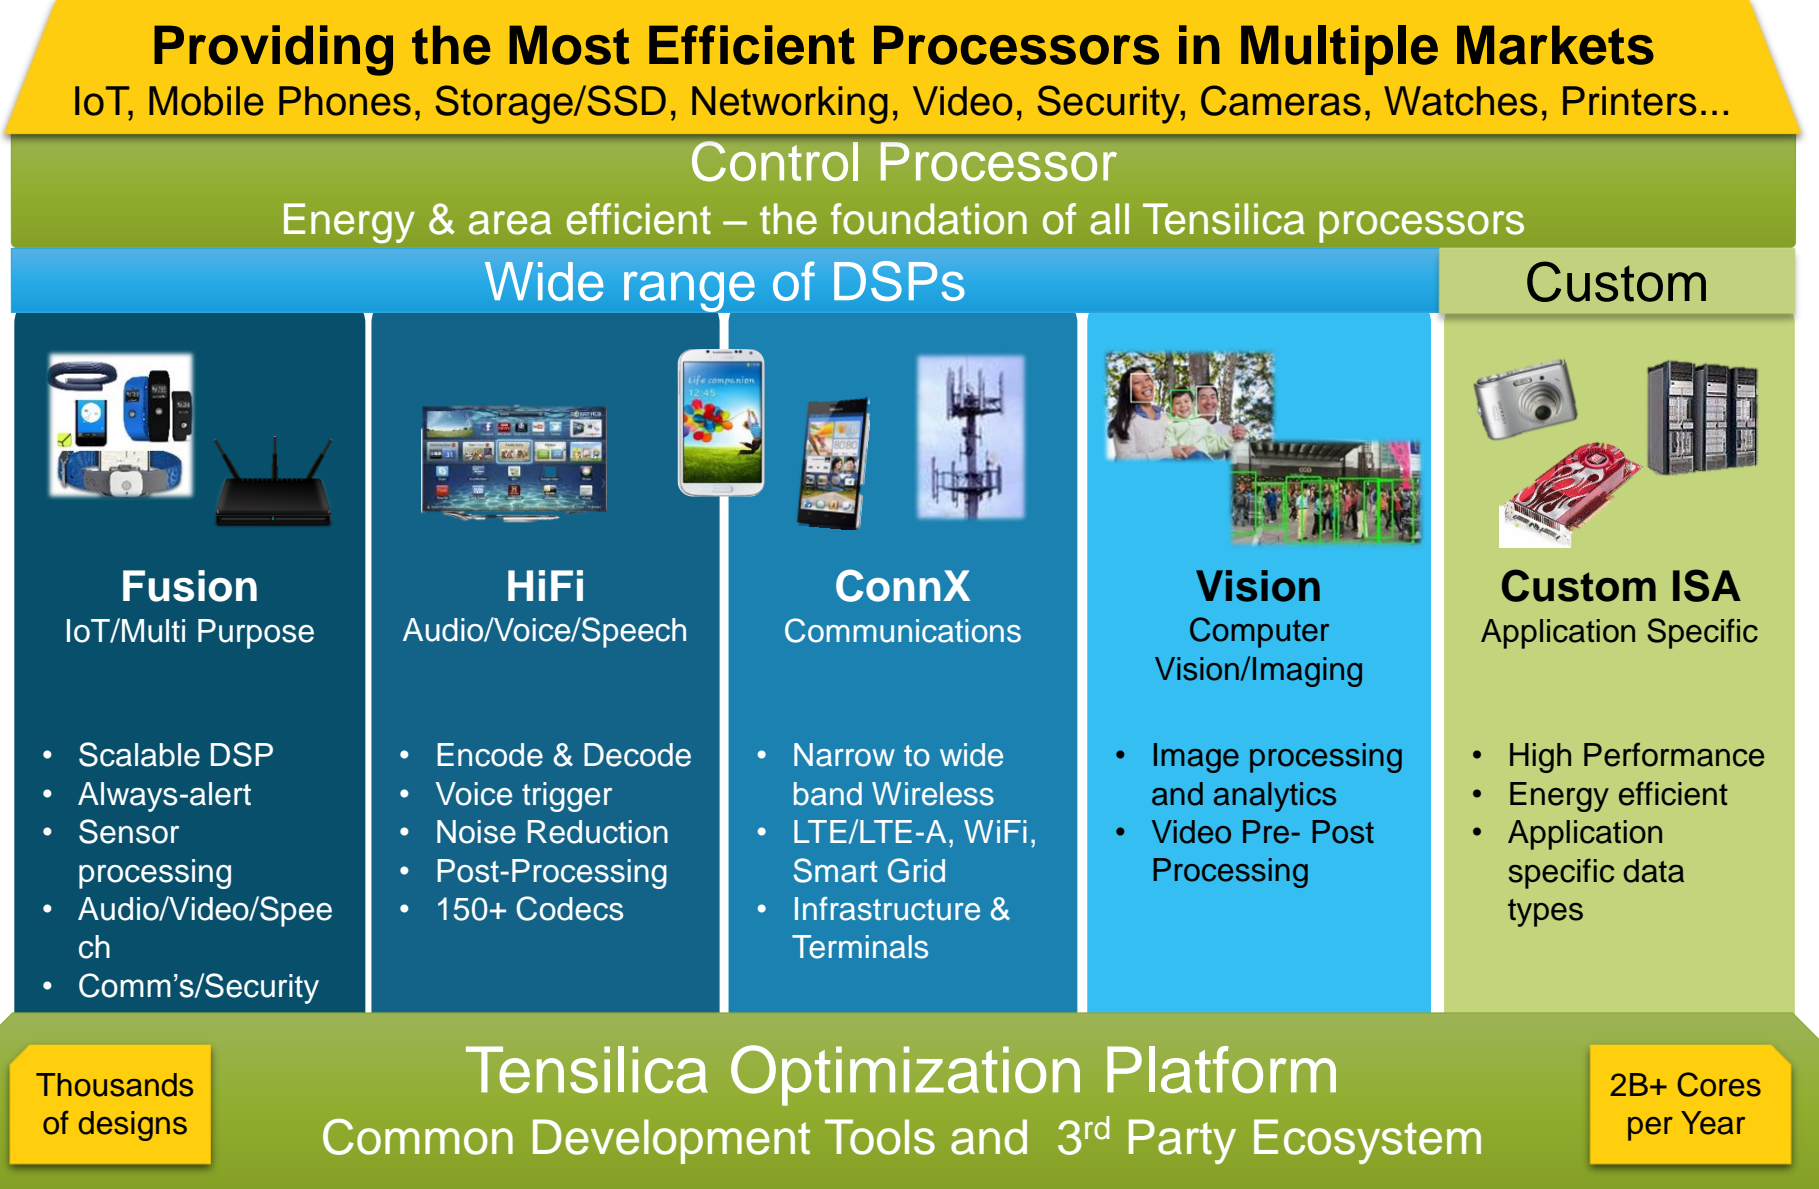 Providing the Most Efficient Processors in Multiple Markets
IoT, Mobile Phones, Storage/SSD, Networking, Video, Security, Cameras, Watches, Printers...
Control Processor
Energy & area efficient – the foundation of all Tensilica processors
Wide range of DSPs
Custom
Life companion
12:45
Fusion
IoT/Multi Purpose
• Scalable DSP
• Always-alert
• Sensor
processing
• Audio/Video/Spee
ch
• Comm’s/Security
HiFi
Audio/Voice/Speech
• Encode & Decode
• Voice trigger
• Noise Reduction
• Post-Processing
• 150+ Codecs
ConnX
Communications
• Narrow to wide
band Wireless
• LTE/LTE-A, WiFi,
Smart Grid
• Infrastructure &
Terminals
Vision
Computer
Vision/Imaging
• Image processing
and analytics
• Video Pre- Post
Processing
Custom ISA
Application Specific
• High Performance
• Energy efficient
• Application
specific data
types
Thousands
of designs
Tensilica Optimization Platform
Common Development Tools and 3rd Party Ecosystem
2B+ Cores
per Year